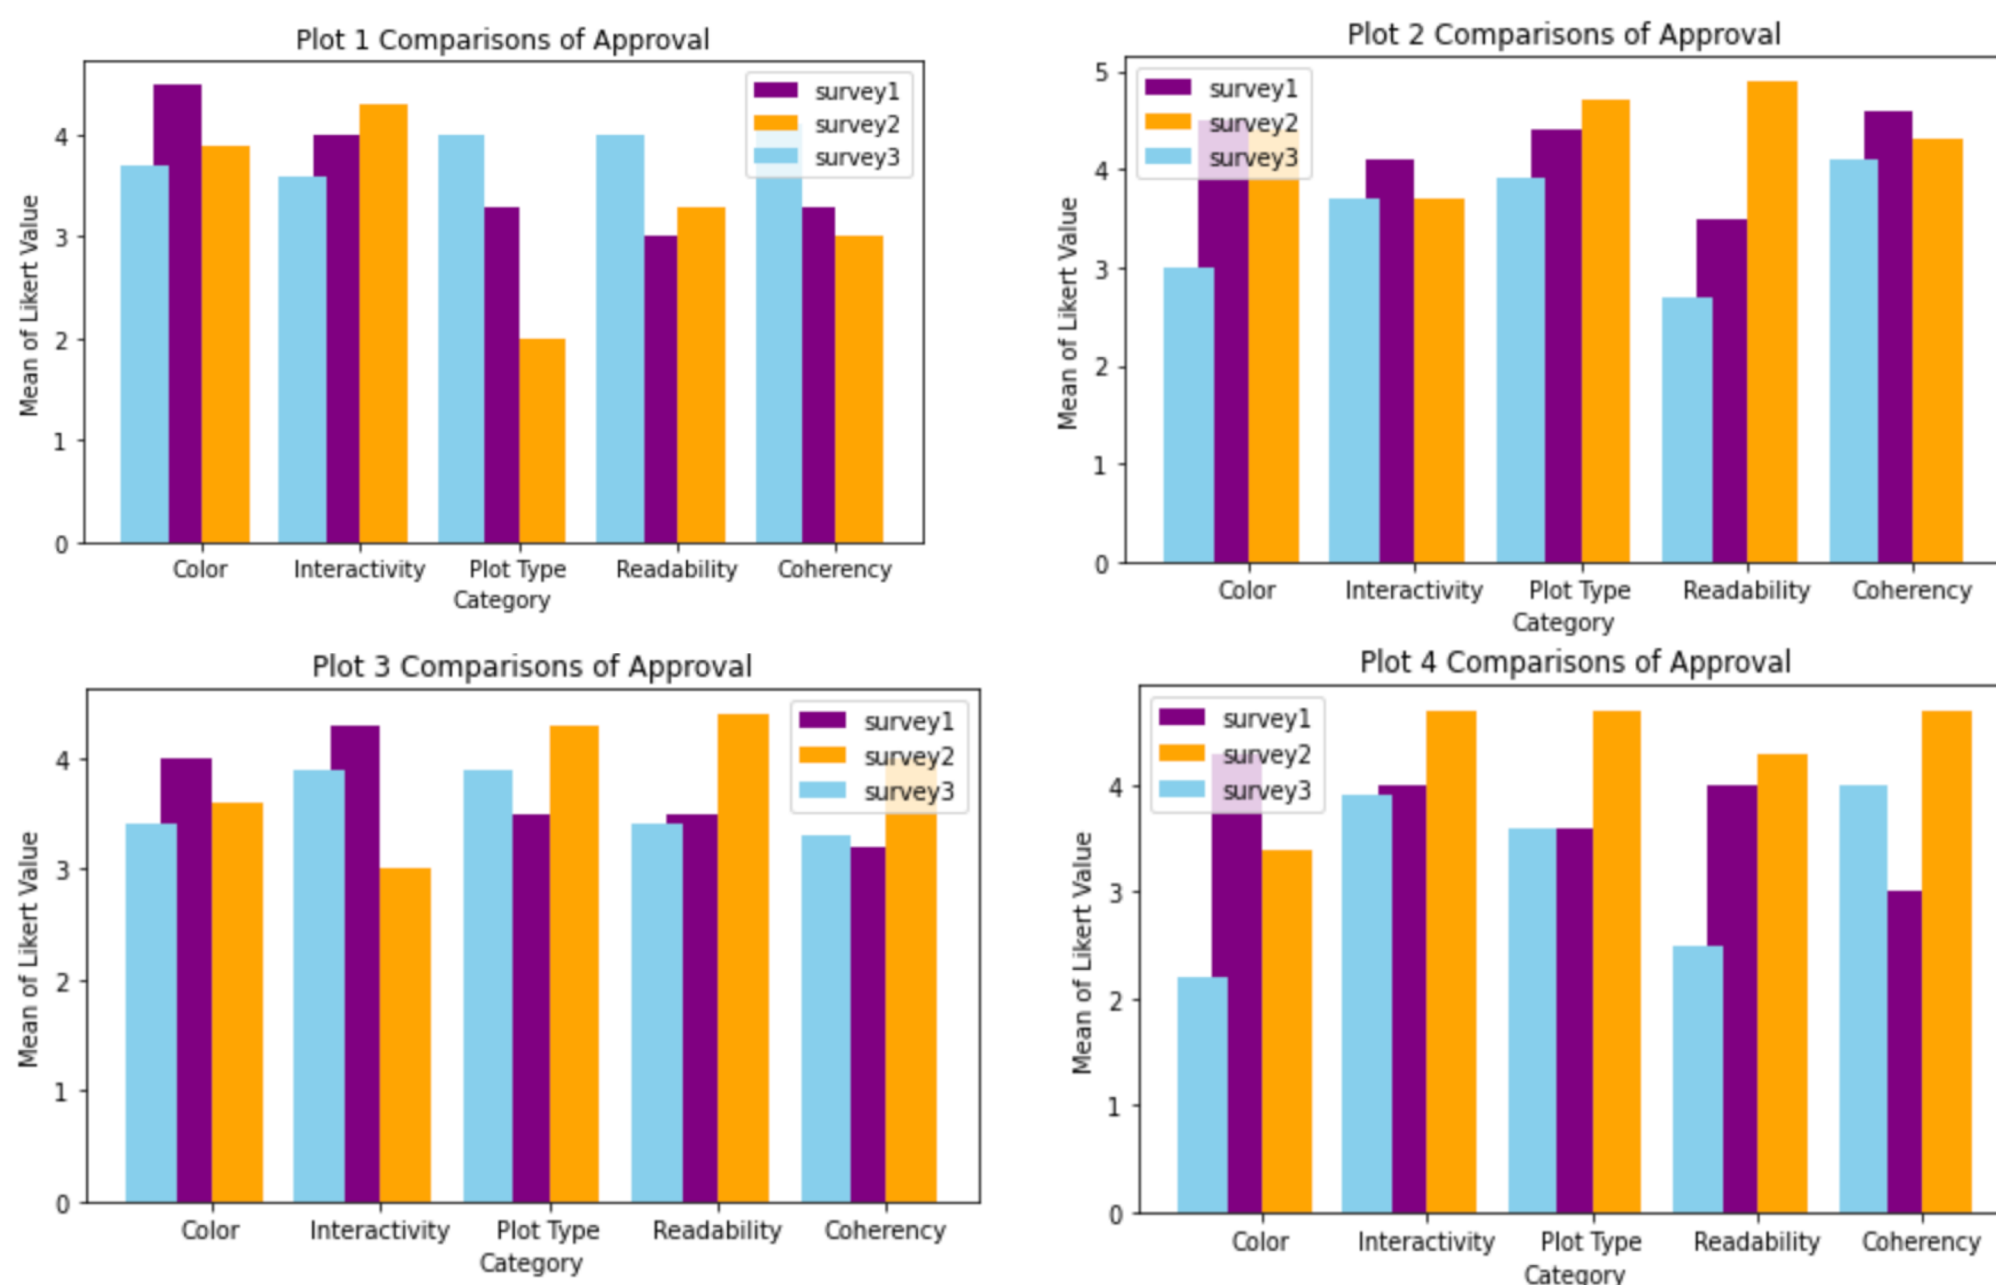 Plot 1 Comparisons of Approval
survey1
survey2
survey3
Mean of Likert Value
4
3
2
1
0
Color Interactivity Plot Type Readability Coherency
Category
Plot 2 Comparisons of Approval
survey1
survey2
survey3
Mean of Likert Value
5
4
3
2
1
0
Color Interactivity Plot Type Readability Coherency
Category
Plot 3 Comparisons of Approval
survey1
survey2
survey3
Mean of Likert Value
4
3
2
1
0
Color Interactivity Plot Type Readability Coherency
Category
Plot 4 Comparisons of Approval
survey1
survey2
survey3
Mean of Likert Value
4
3
2
1
0
Color Interactivity Plot Type Readability Coherency
Category